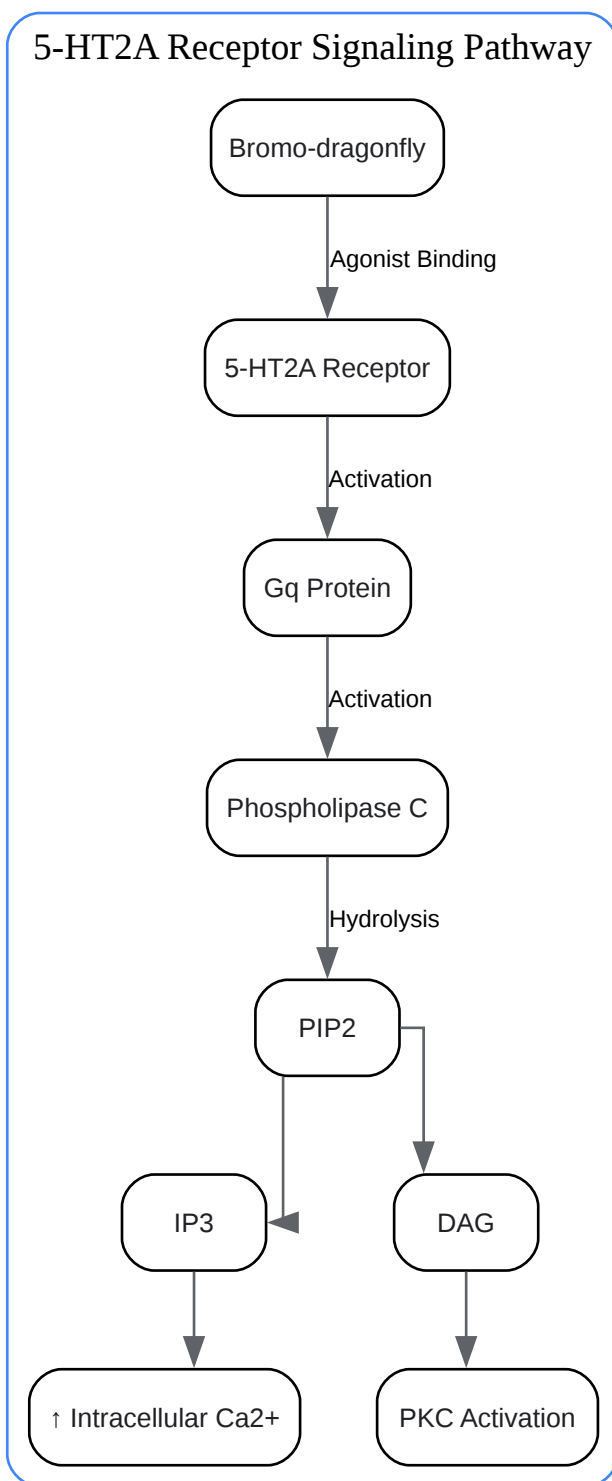 5-HT2A Receptor Signaling Pathway
Bromo-dragonfly
Agonist Binding
5-HT2A Receptor
Activation
Gq Protein
Activation
Phospholipase C
Hydrolysis
PIP2
IP3
DAG
↑ Intracellular Ca2+
PKC Activation